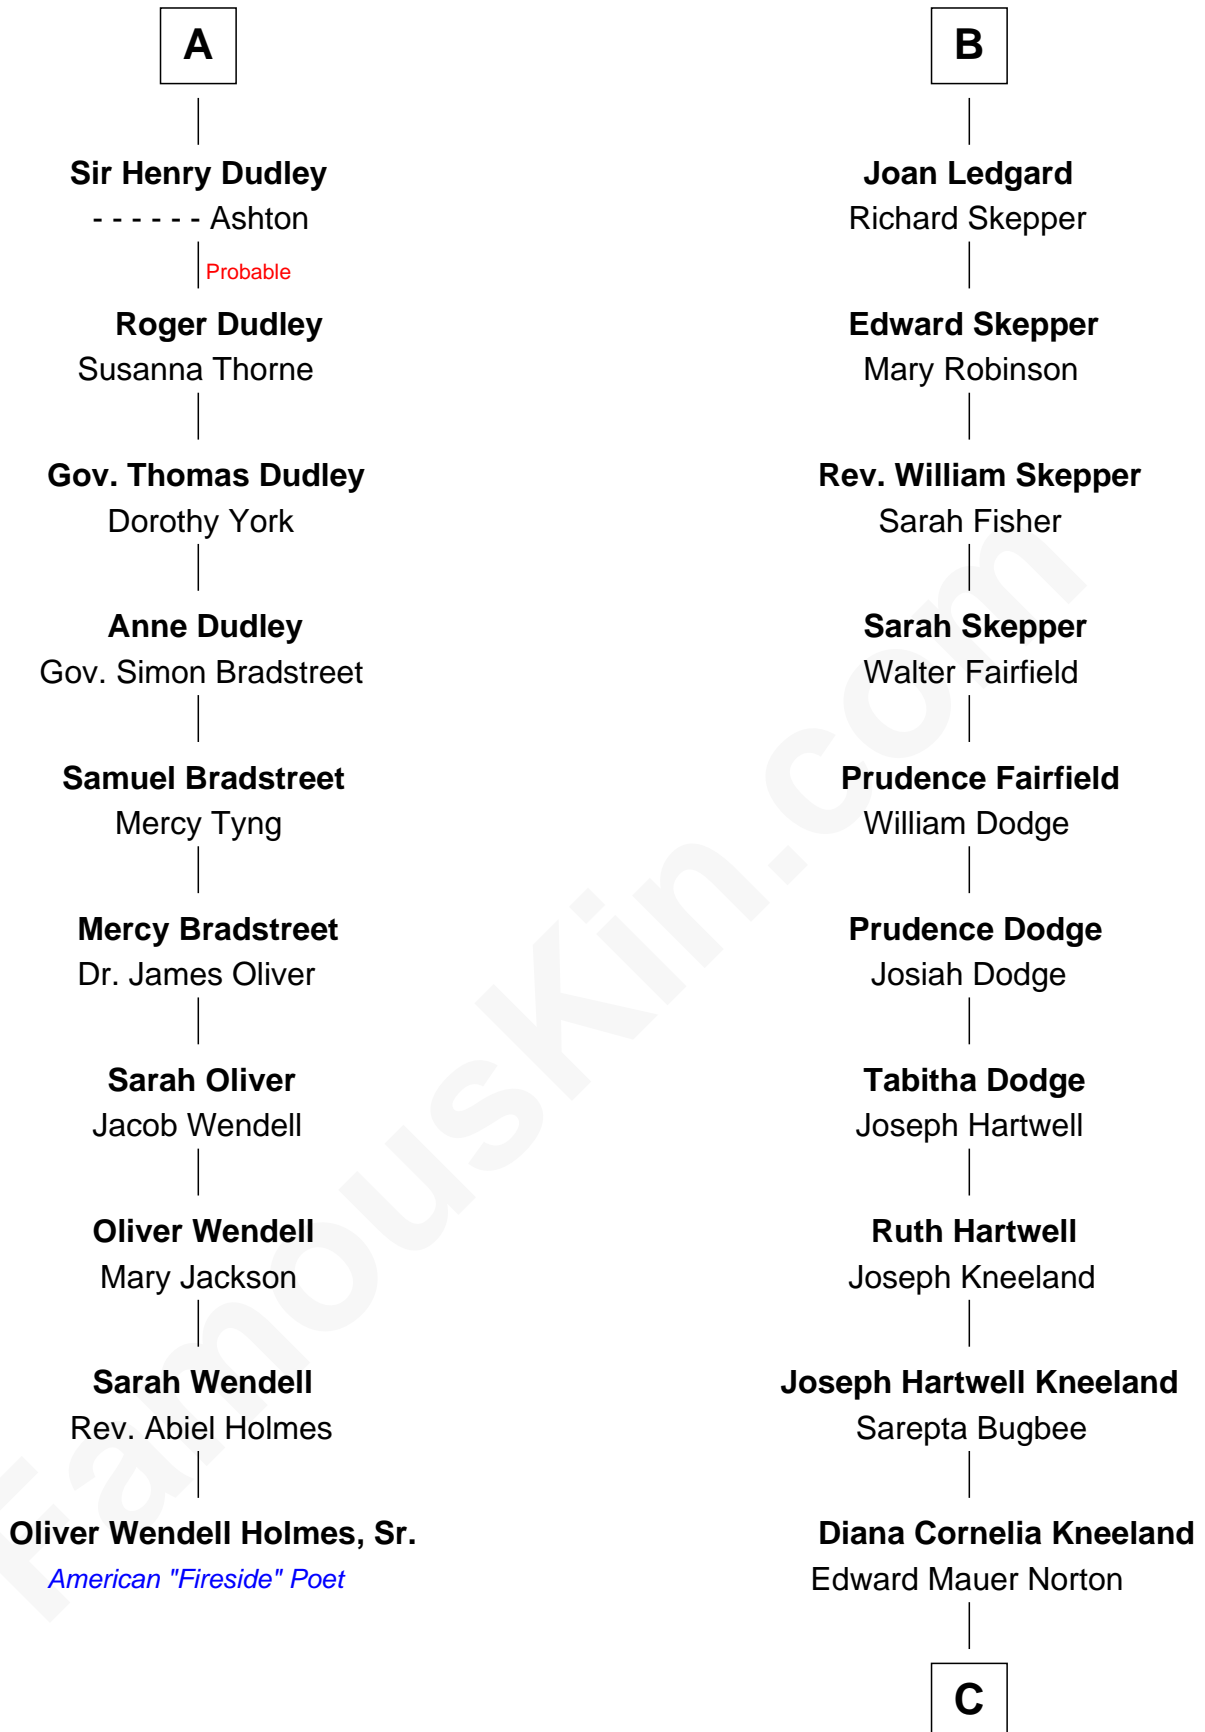 A
Sir Henry Dudley
- - - - - - Ashton
Probable
Roger Dudley
Susanna Thorne
Gov. Thomas Dudley
Dorothy York
Anne Dudley
Gov. Simon Bradstreet
Samuel Bradstreet
Mercy Tyng
Mercy Bradstreet
Dr. James Oliver
Sarah Oliver
Jacob Wendell
Oliver Wendell
Mary Jackson
Sarah Wendell
Rev. Abiel Holmes
Oliver Wendell Holmes, Sr.
American "Fireside" Poet
B
Joan Ledgard
Richard Skepper
Edward Skepper
Mary Robinson
Rev. William Skepper
Sarah Fisher
Sarah Skepper
Walter Fairfield
Prudence Fairfield
William Dodge
Prudence Dodge
Josiah Dodge
Tabitha Dodge
Joseph Hartwell
Ruth Hartwell
Joseph Kneeland
Joseph Hartwell Kneeland
Sarepta Bugbee
Diana Cornelia Kneeland
Edward Mauer Norton
C
FamousKin.com